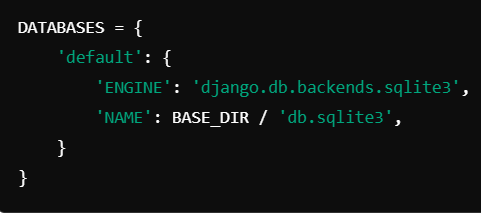 DATABASES = {
    'default': {
        'ENGINE': 'django.db.backends.sqlite3',
        'NAME': BASE_DIR / 'db.sqlite3',
    }
}